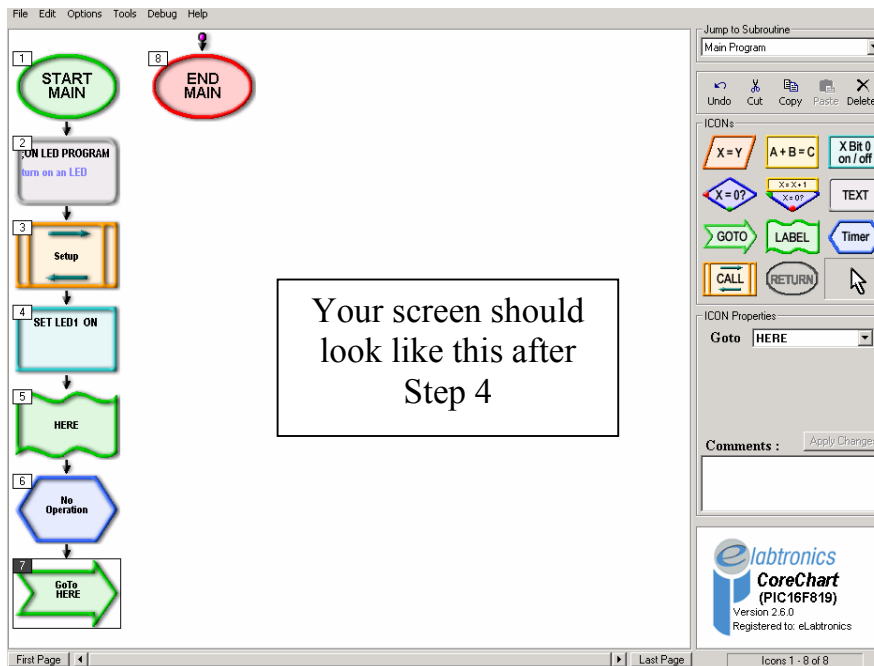 File Edit Options Tools Debug Help
1
START
MAIN
2
;ON LED PROGRAM
turn on an LED
3
Setup
4
SET LED1 ON
5
HERE
6
No
Operation
7
GoTo
HERE
8
END
MAIN
Your screen should
look like this after
Step 4
Jump to Subroutine
Main Program
Undo Cut Copy Paste Delete
ICONs
X = Y
A + B = C
X Bit 0
on / off
X = 0?
X = X + 1
X = 0?
TEXT
GOTO
LABEL
Timer
CALL
RETURN
ICON Properties
Goto HERE
Comments :
Apply Changes
elabtronics
CoreChart
(PIC16F819)
Version 2.6.0
Registered to: eLabtronics
First Page
Last Page
Icons 1 - 8 of 8